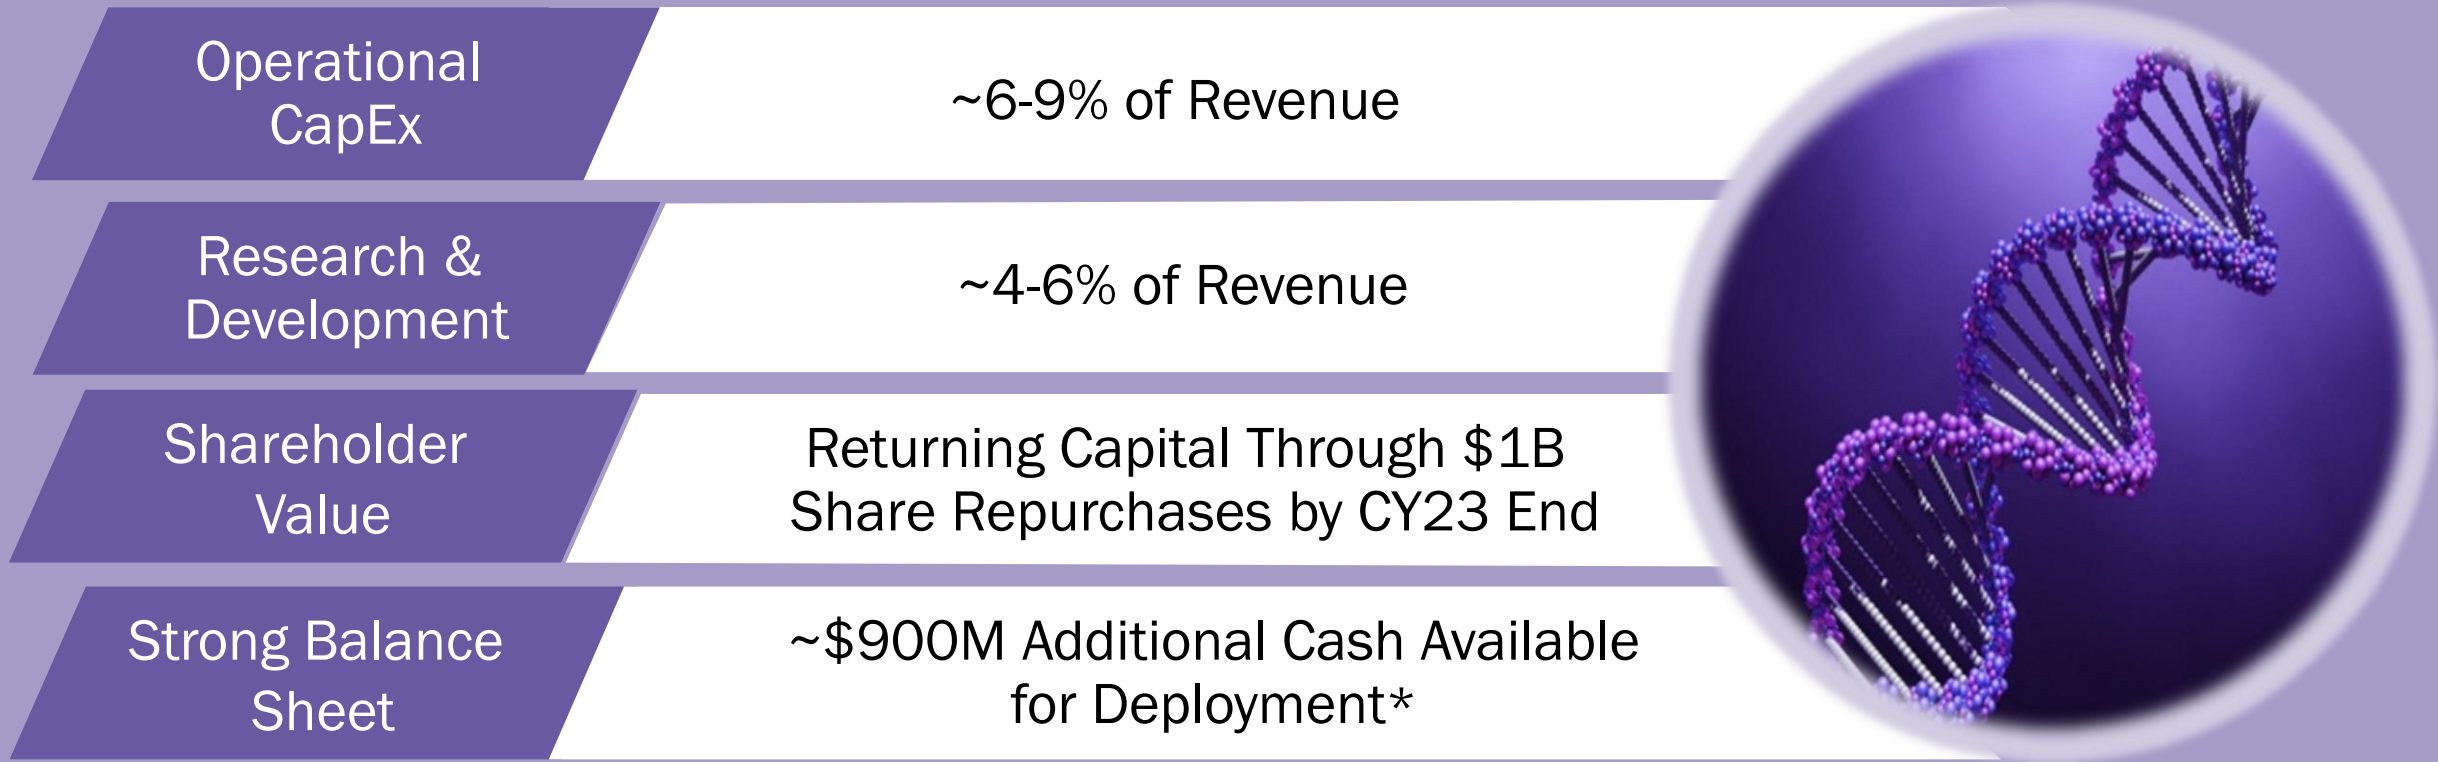 Operational
CapEx
~6-9% of Revenue
Research &
Development
~4-6% of Revenue
Shareholder
Value
Returning Capital Through $1B
Share Repurchases by CY23 End
Strong Balance
Sheet
~$900M Additional Cash Available
for Deployment*